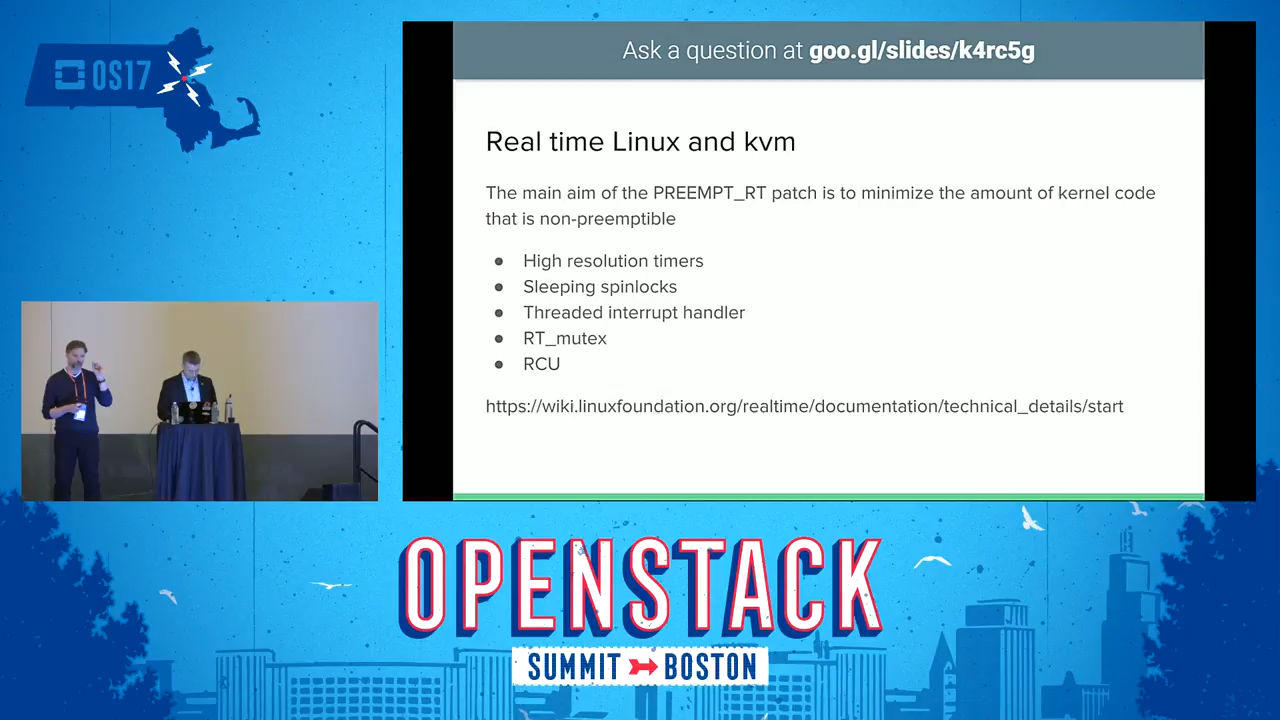 OS17
Ask a question at goo.gl/slides/k4rc5g
Real time Linux and kvm
The main aim of the PREEMPT_RT patch is to minimize the amount of kernel code
that is non-preemptible
● High resolution timers
● Sleeping spinlocks
● Threaded interrupt handler
● RT_mutex
● RCU
https://wiki.linuxfoundation.org/realtime/documentation/technical_details/start
OPENSTACK
SUMMIT BOSTON